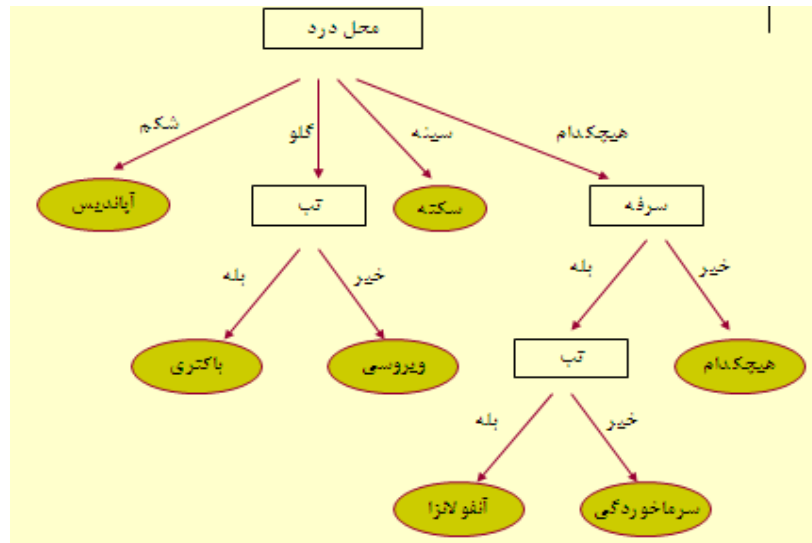 محل درد
هیچکدام
سینه
گلو
شکم
سرفه
سکته
تب
آپاندیس
خیر
بله
خیر
بله
هیچکدام
تب
ویروسی
باکتری
خیر
بله
سرماخوردگی
آنفولانزا